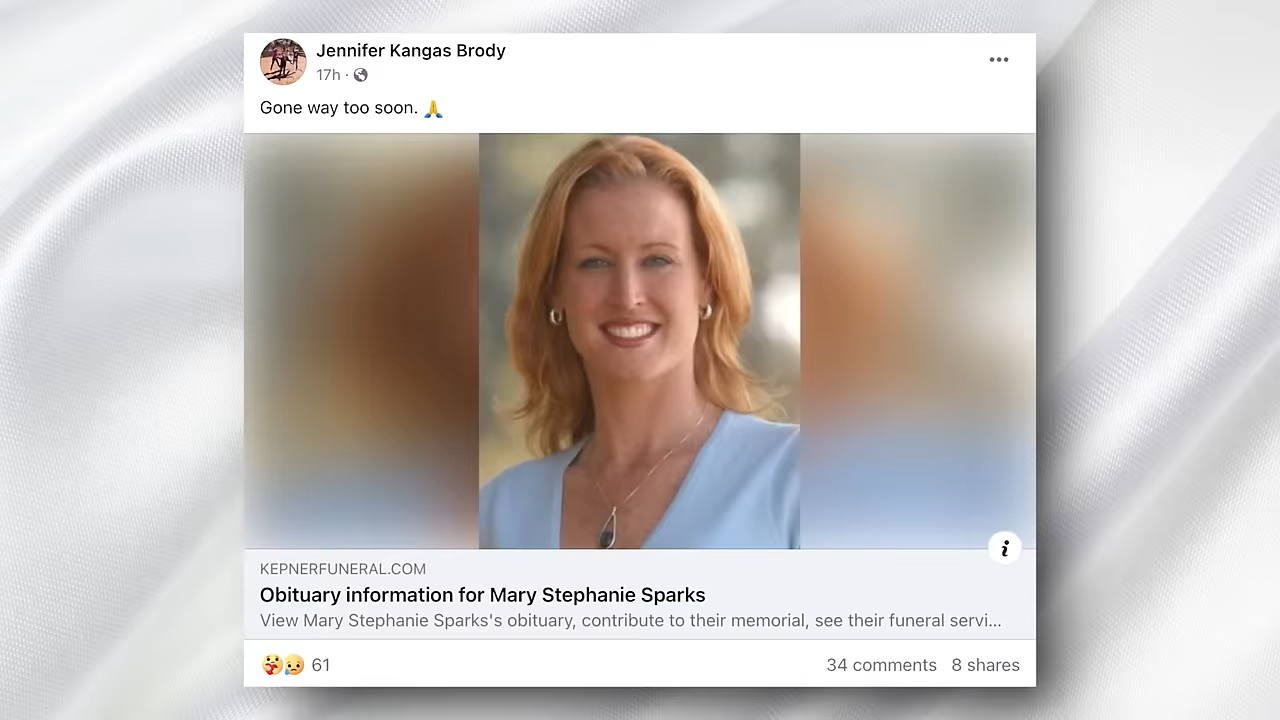 Jennifer Kangas Brody
17h ·
Gone way too soon. 🙏
i
KEPNERFUNERAL.COM
Obituary information for Mary Stephanie Sparks
View Mary Stephanie Sparks's obituary, contribute to their memorial, see their funeral servi...
61 34 comments 8 shares